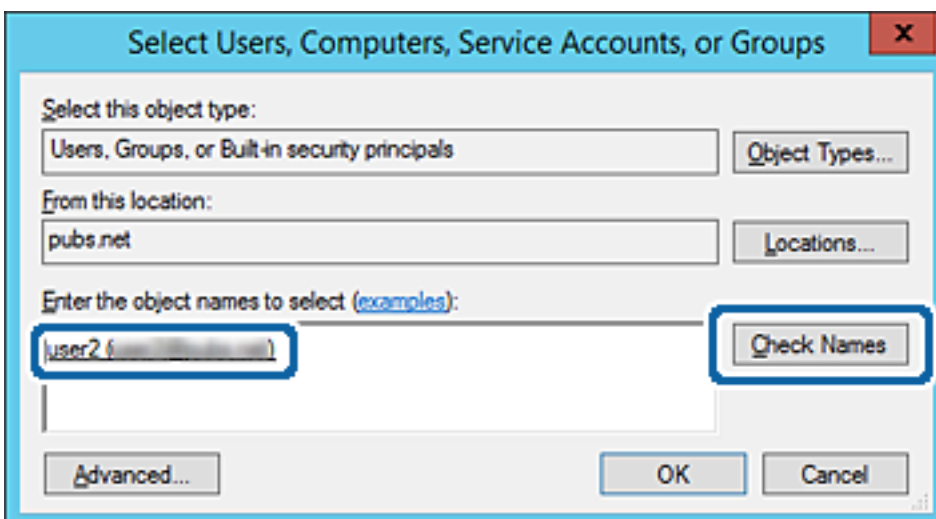 Select Users, Computers, Service Accounts, or Groups
x
Select this object type:
Users, Groups, or Built-in security principals
Object Types...
From this location:
pubs.net
Locations...
Enter the object names to select (examples):
user2 (
)
Check Names
Advanced...
OK
Cancel